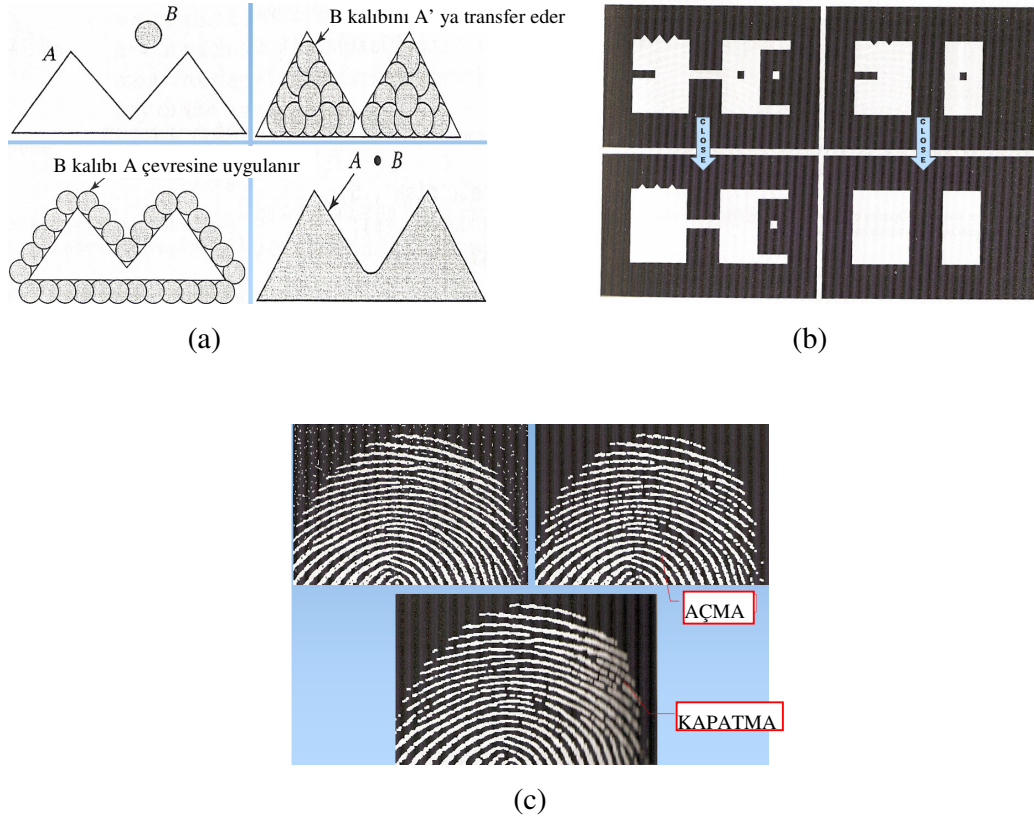 B
A
B kalıbını A’ ya transfer eder
B kalıbı A çevresine uygulanır
A • B
(a)
CLOSE
CLOSE
(b)
AÇMA
KAPATMA
(c)